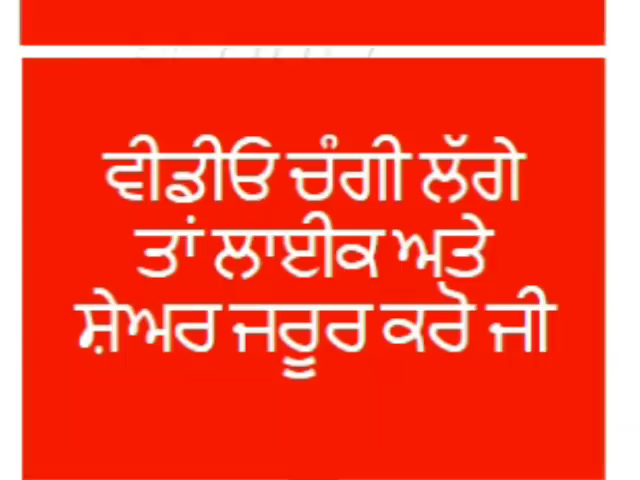 ਵੀਡੀਓ ਚੰਗੀ ਲੱਗੇ
ਤਾਂ ਲਾਈਕ ਅਤੇ
ਸ਼ੇਅਰ ਜਰੂਰ ਕਰੋ ਜੀ